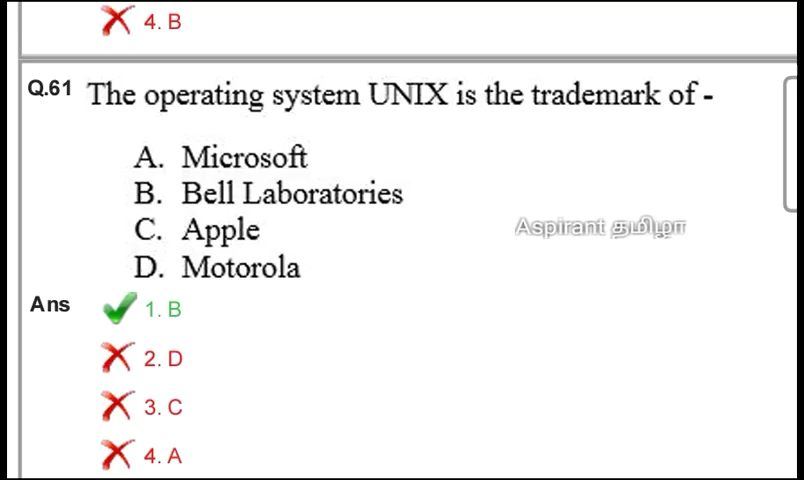 4. B
Q.61 The operating system UNIX is the trademark of -
A. Microsoft
B. Bell Laboratories
C. Apple
Aspirant தமிழா
D. Motorola
Ans 1. B
2. D
3. C
4. A